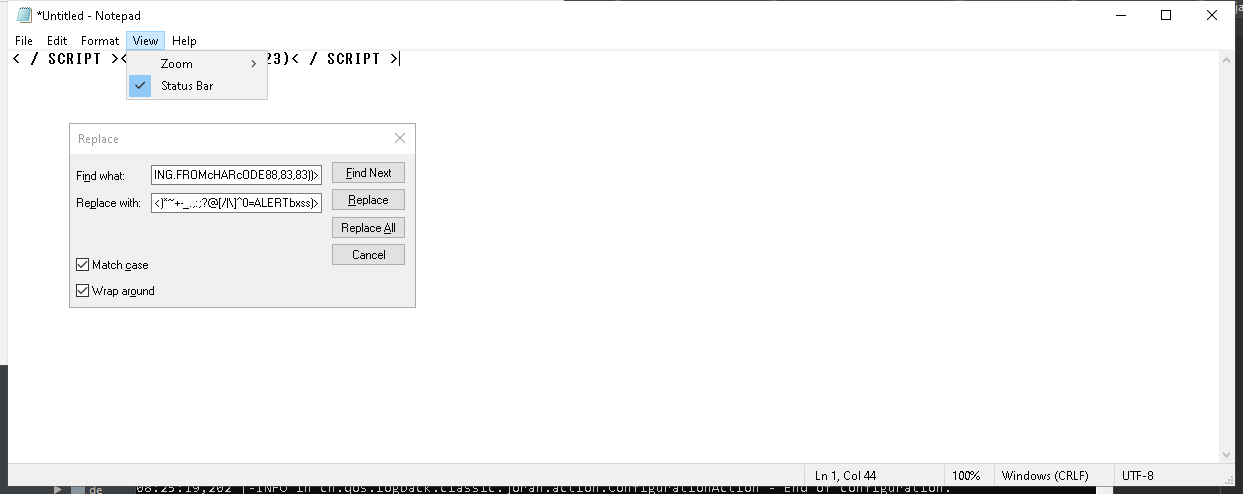 *Untitled - Notepad
File Edit Format View Help
< / SCRIPT >< 23)< / SCRIPT >
Zoom
Status Bar
Replace
Find what: ING.FROMcHARcODE88,83,83))> Find Next
Replace with: <)*~+-_.,:;?@[/|\]^0=ALERTbxss)> Replace
Replace All
Cancel
Match case
Wrap around
Ln 1, Col 44 100% Windows (CRLF) UTF-8
de 08:25:19,202 |-INFO in ch.qos.logback.classic.joran.action.ConfigurationAction - End of configuration.